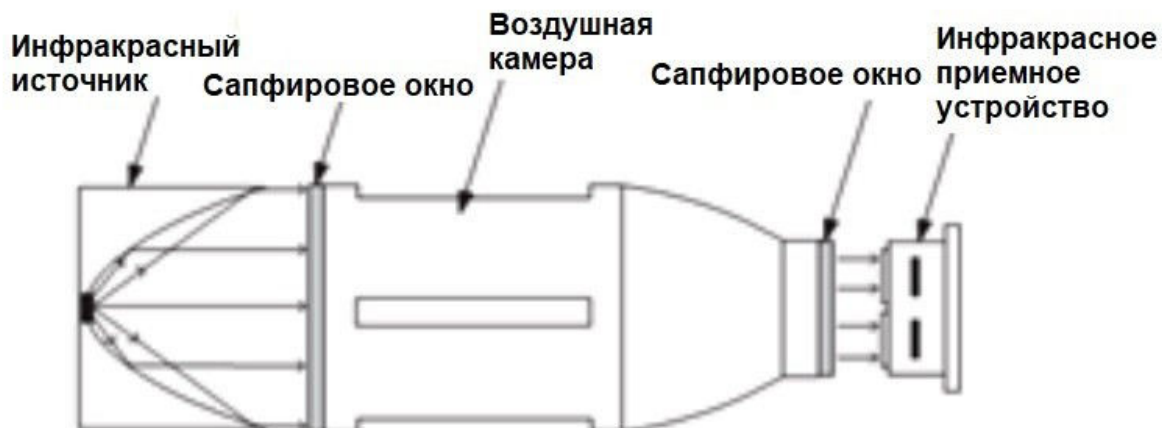 Инфракрасный
источник
Сапфировое окно
Воздушная
камера
Сапфировое окно
Инфракрасное
приемное
устройство